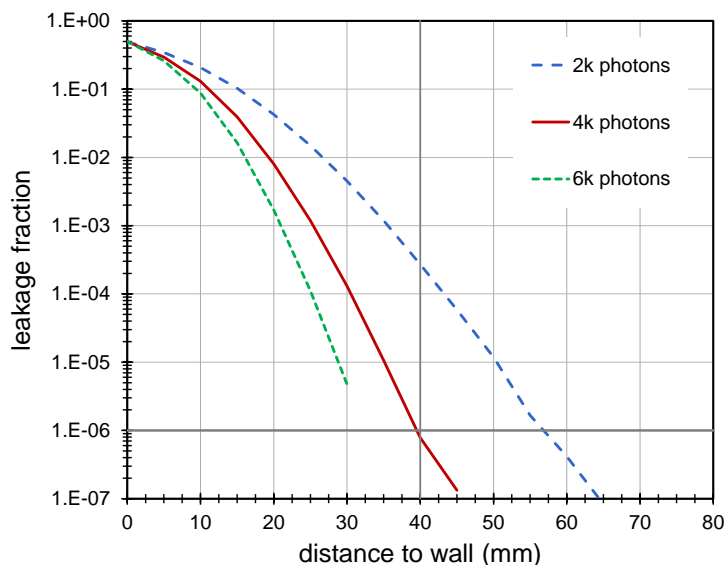 1.E+00
1.E-01
1.E-02
1.E-03
1.E-04
1.E-05
1.E-06
1.E-07
leakage fraction
2k photons
4k photons
6k photons
0 10 20 30 40 50 60 70 80
distance to wall (mm)